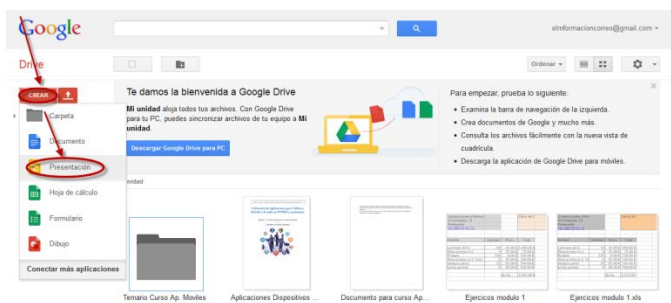 Google
elmformacioncorreo@gmail.com
Drive
Ordenar
CREAR
Carpeta
Documento
Presentación
Hoja de cálculo
Formulario
Dibujo
Conectar más aplicaciones
Te damos la bienvenida a Google Drive
Mi unidad aloja todos tus archivos. Con Google Drive
para tu PC, puedes sincronizar archivos de tu equipo a Mi
unidad.
Descargar Google Drive para PC
Para empezar, prueba lo siguiente:
Examina la barra de navegación de la izquierda.
Crea documentos de Google y mucho más.
Consulta los archivos fácilmente con la nueva vista de
cuadrícula.
Descarga la aplicación de Google Drive para móviles.
unidad
Temario Curso Ap. Moviles
Aplicaciones Dispositivos ...
Documento para curso Ap...
Ejercicos modulo 1
Ejercicos modulo 1.xls